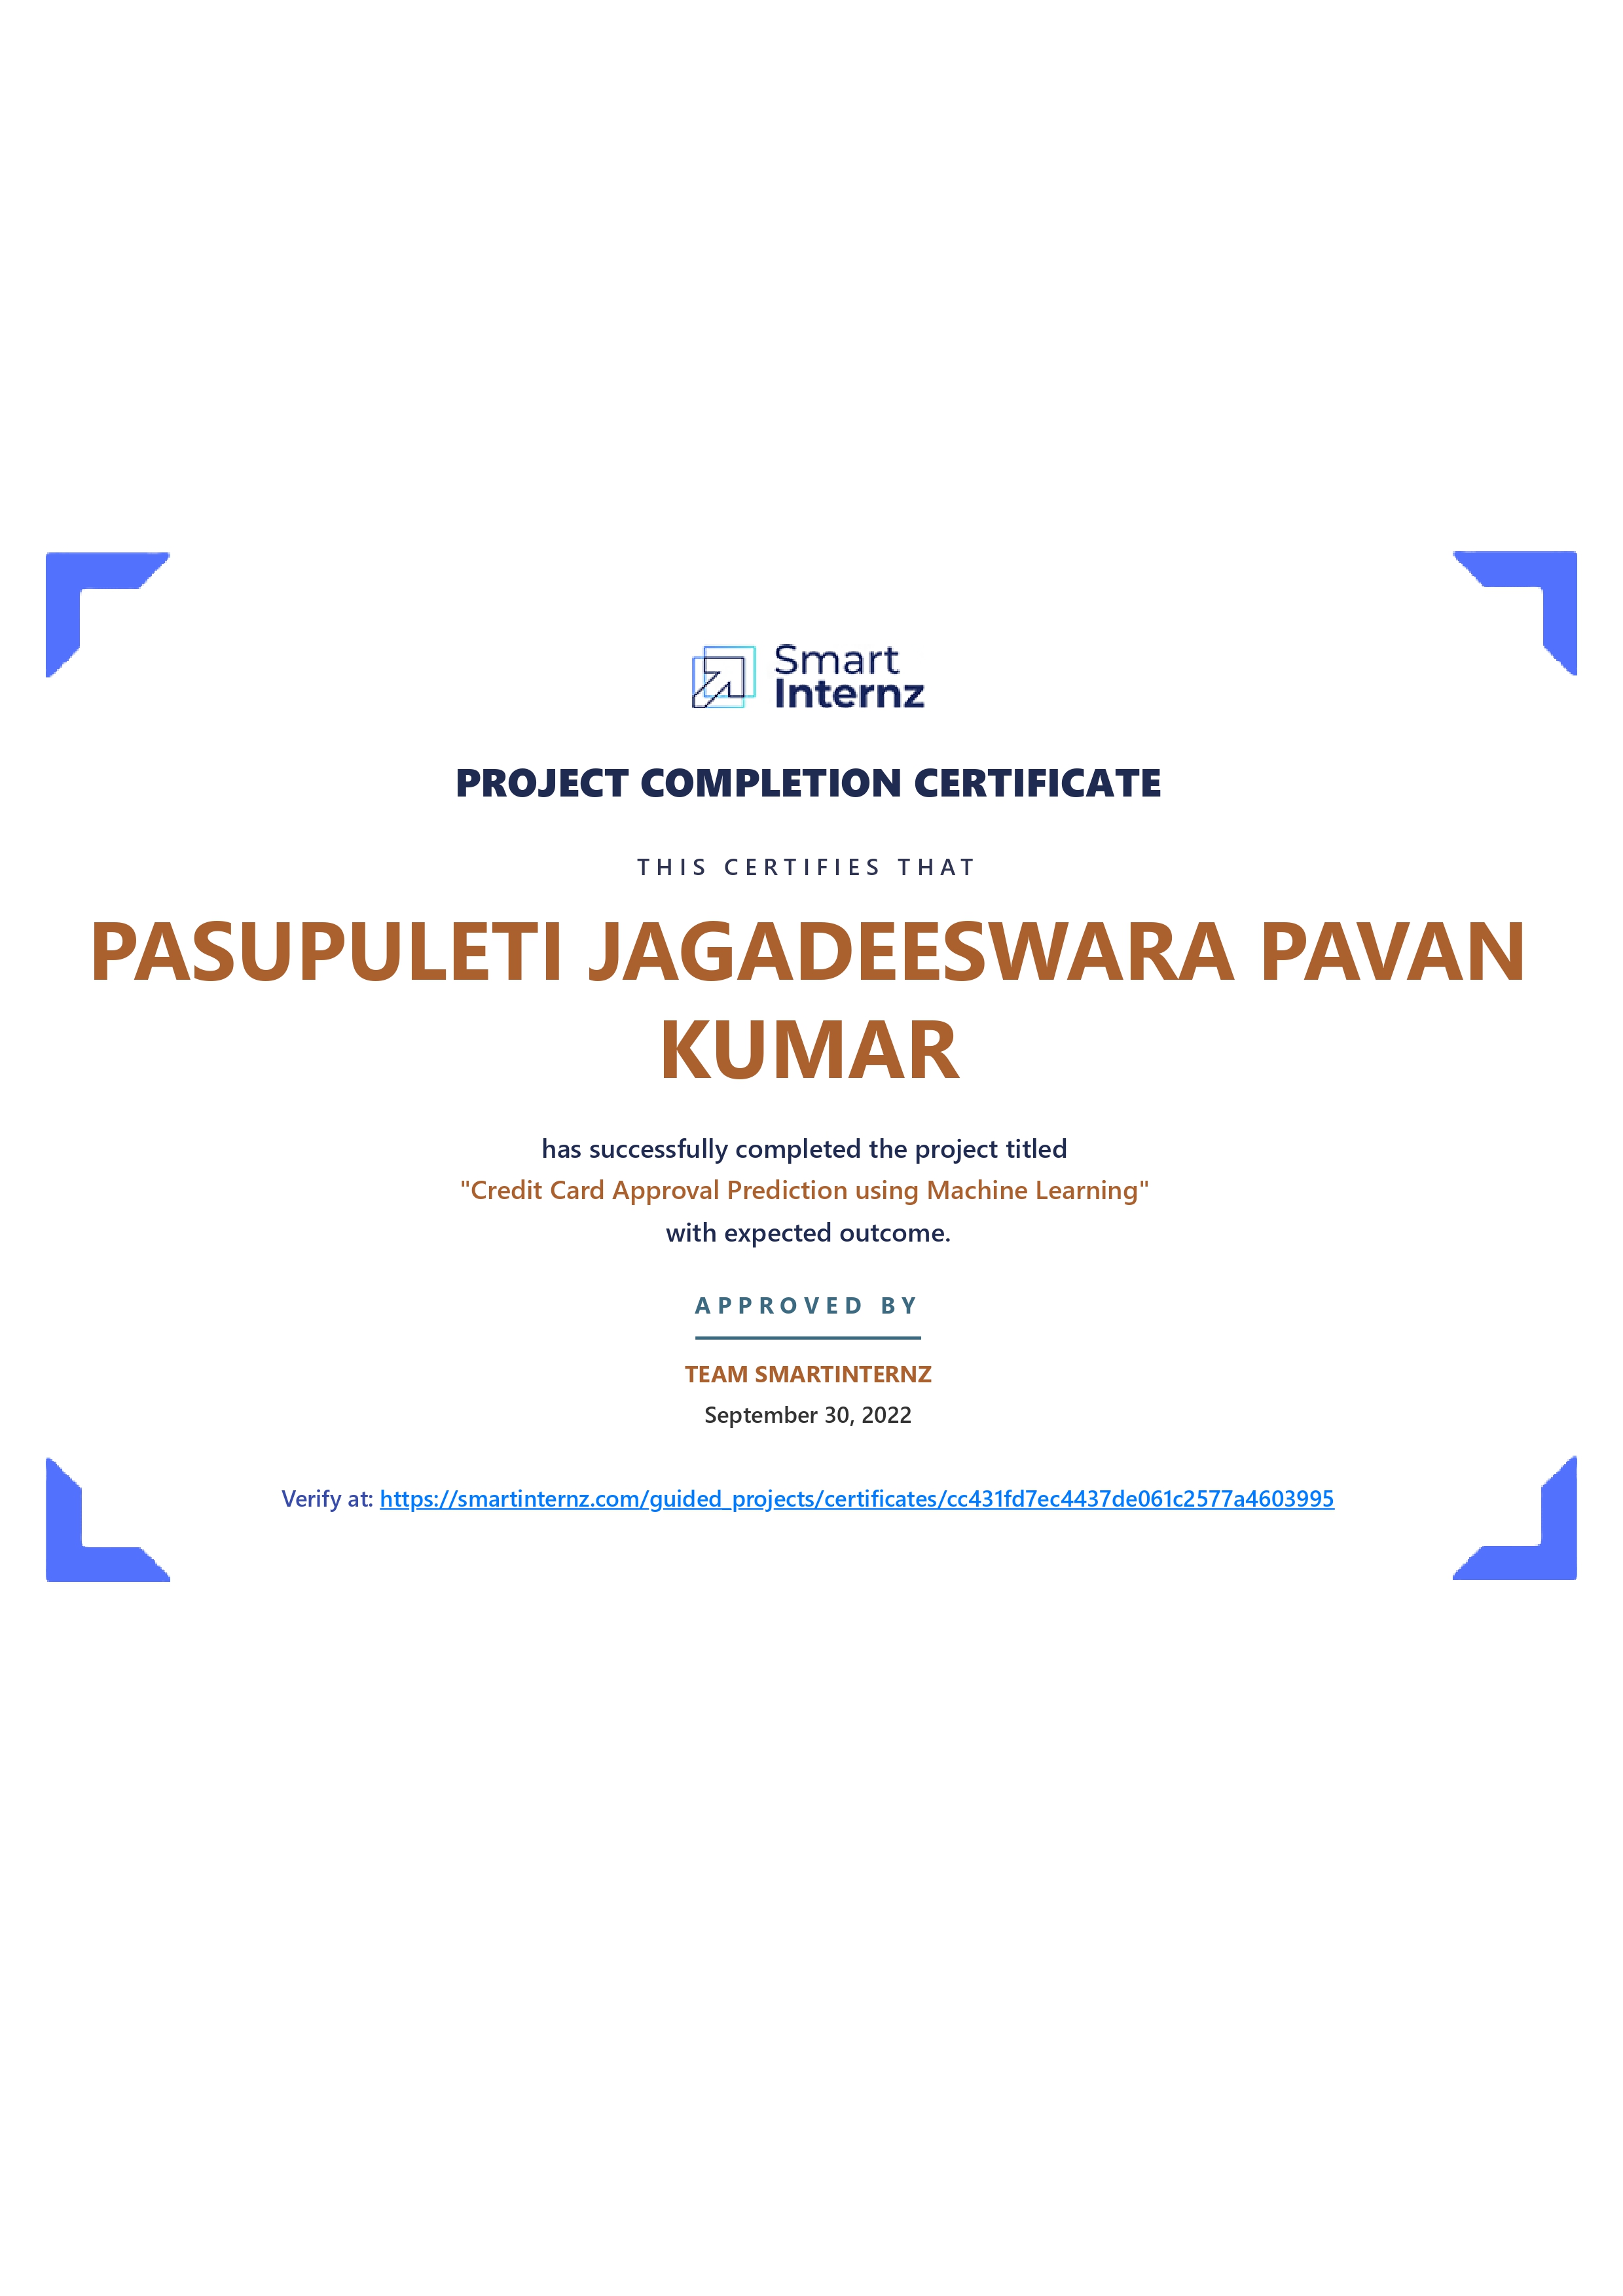 Smart
Internz
PROJECT COMPLETION CERTIFICATE
THIS CERTIFIES THAT
PASUPULETI JAGADEESWARA PAVAN
KUMAR
has successfully completed the project titled
"Credit Card Approval Prediction using Machine Learning"
with expected outcome.
APPROVED BY
TEAM SMARTINTERNZ
September 30, 2022
Verify at: https://smartinternz.com/guided_projects/certificates/cc431fd7ec4437de061c2577a4603995